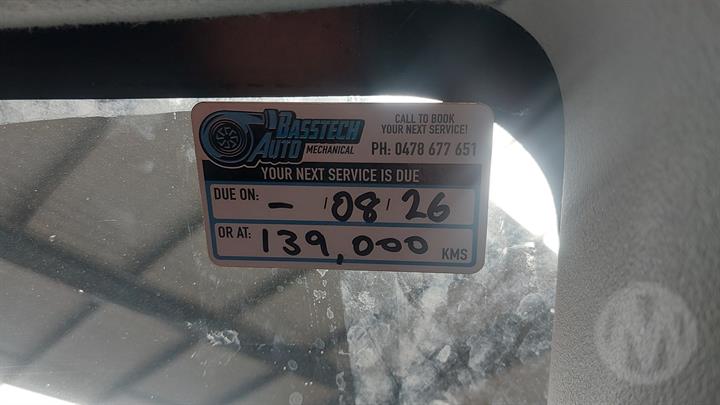 BASSTECH
AUTO MECHANICAL
CALL TO BOOK
YOUR NEXT SERVICE!
PH: 0478 677 651
YOUR NEXT SERVICE IS DUE
DUE ON: - /08/26
OR AT: 139,000 KMS
M